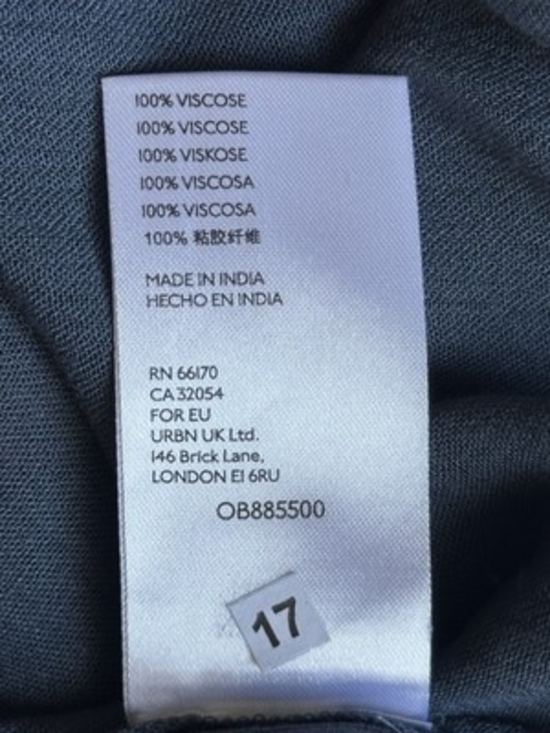 100% VISCOSE
100% VISCOSE
100% VISKOSE
100% VISCOSA
100% VISCOSA
100% 粘胶纤维
MADE IN INDIA
HECHO EN INDIA
RN 66170
CA 32054
FOR EU
URBN UK Ltd.
146 Brick Lane,
LONDON E1 6RU
OB885500
17